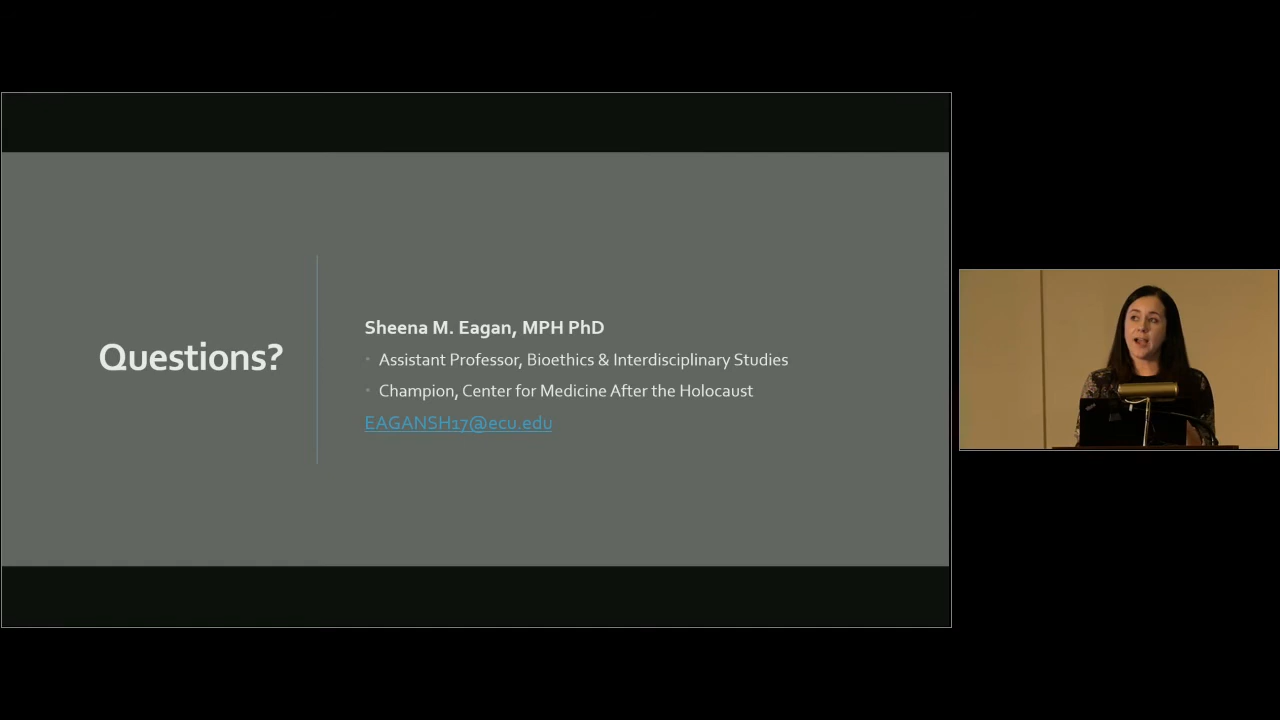 Questions?
Sheena M. Eagan, MPH PhD
Assistant Professor, Bioethics & Interdisciplinary Studies
Champion, Center for Medicine After the Holocaust
EAGANSH17@ecu.edu